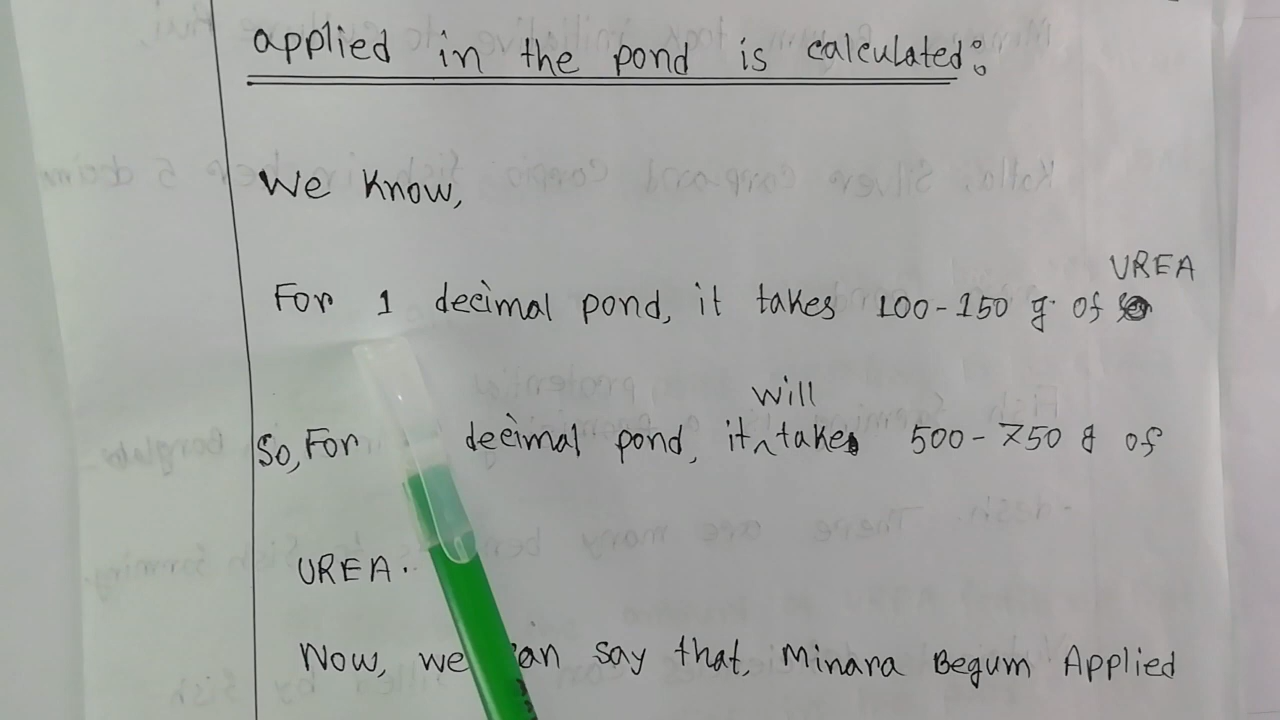 applied in the pond is calculated:
We Know,
For 1 decimal pond, it takes 100-150 g. of UREA
So, For decimal pond, it will take 500-750 g of
UREA.
Now, we can say that, Minara Begum Applied